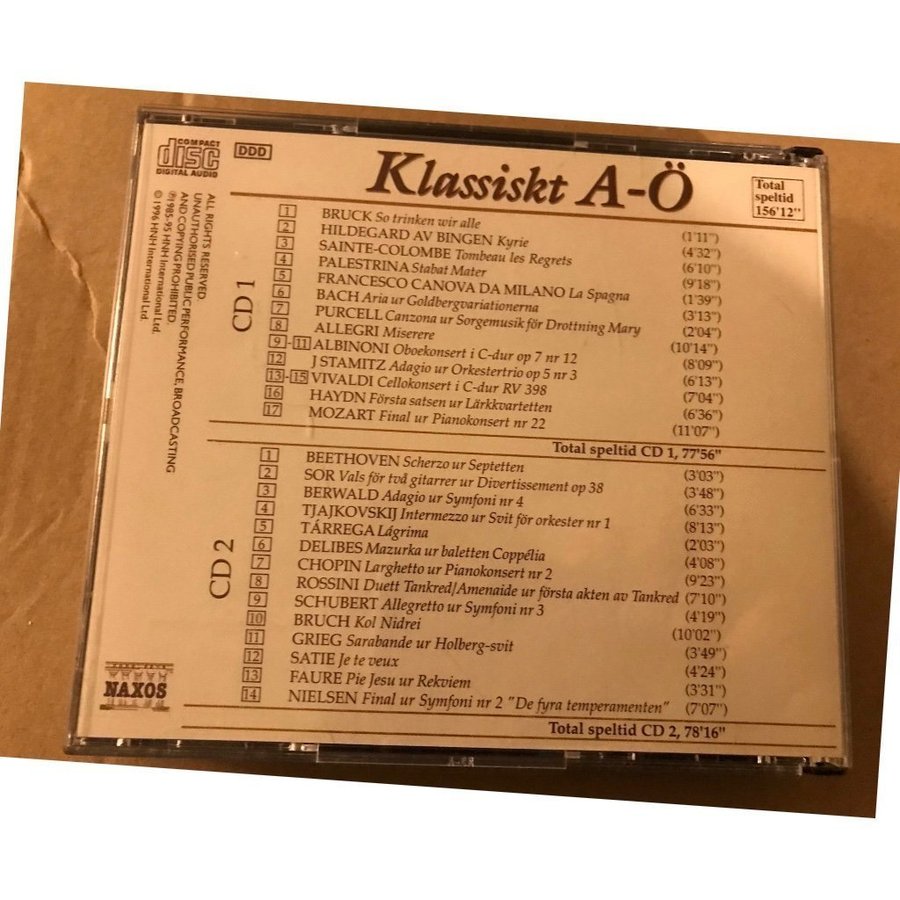 COMPACT
disc
DIGITAL AUDIO
DDD
Klassiskt A-Ö
Total
speltid
156'12"
ALL RIGHTS RESERVED.
UNAUTHORISED PUBLIC PERFORMANCE, BROADCASTING
AND COPYING PROHIBITED.
℗1985-95 HNH International Ltd.
©1996 HNH International Ltd.
CD 1
1 BRUCK So trinken wir alle (1'11")
2 HILDEGARD AV BINGEN Kyrie (4'32")
3 SAINTE-COLOMBE Tombeau les Regrets (6'10")
4 PALESTRINA Stabat Mater (9'18")
5 FRANCESCO CANOVA DA MILANO La Spagna (1'39")
6 BACH Aria ur Goldbergvariationerna (3'13")
7 PURCELL Canzona ur Sorgemusik för Drottning Mary (2'04")
8 ALLEGRI Miserere (10'14")
9-11 ALBINONI Oboekonsert i C-dur op 7 nr 12 (8'09")
12 J STAMITZ Adagio ur Orkestertrio op 5 nr 3 (6'13")
13-15 VIVALDI Cellokonsert i C-dur RV 398 (7'04")
16 HAYDN Första satsen ur Lärkkvartetten (6'36")
17 MOZART Final ur Pianokonsert nr 22 (11'07")
Total speltid CD 1, 77'56"
CD 2
1 BEETHOVEN Scherzo ur Septetten (3'03")
2 SOR Vals för två gitarrer ur Divertissement op 38 (3'48")
3 BERWALD Adagio ur Symfoni nr 4 (6'33")
4 TJAJKOVSKIJ Intermezzo ur Svit för orkester nr 1 (8'13")
5 TÁRREGA Lágrima (2'03")
6 DELIBES Mazurka ur baletten Coppélia (4'08")
7 CHOPIN Larghetto ur Pianokonsert nr 2 (9'23")
8 ROSSINI Duett Tankred/Amenaide ur första akten av Tankred (7'10")
9 SCHUBERT Allegretto ur Symfoni nr 3 (4'19")
10 BRUCH Kol Nidrei (10'02")
11 GRIEG Sarabande ur Holberg-svit (3'49")
12 SATIE Je te veux (4'24")
13 FAURE Pie Jesu ur Rekviem (3'31")
14 NIELSEN Final ur Symfoni nr 2 "De fyra temperamenten" (7'07")
Total speltid CD 2, 78'16"
NAXOS